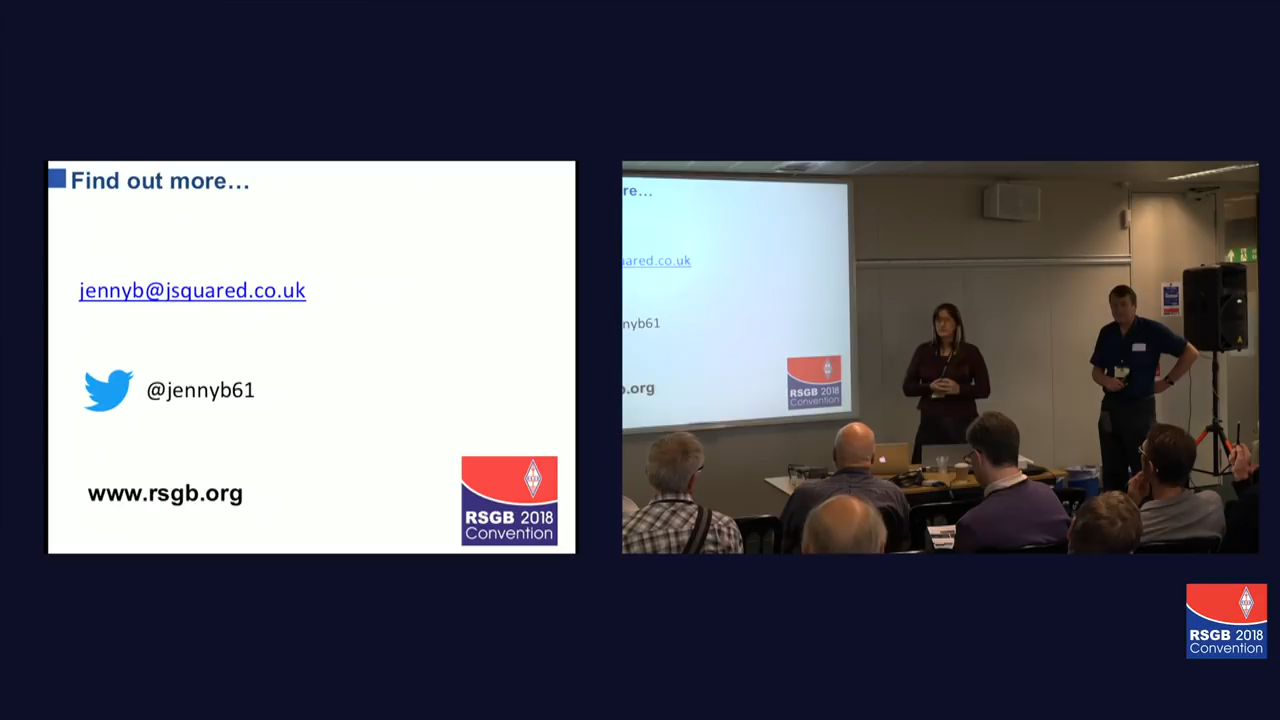 Find out more...
jennyb@jsquared.co.uk
@jennyb61
www.rsgb.org
RSGB 2018
Convention
re...
uared.co.uk
nyb61
b.org
RSGB 2018
Convention
RSGB 2018
Convention